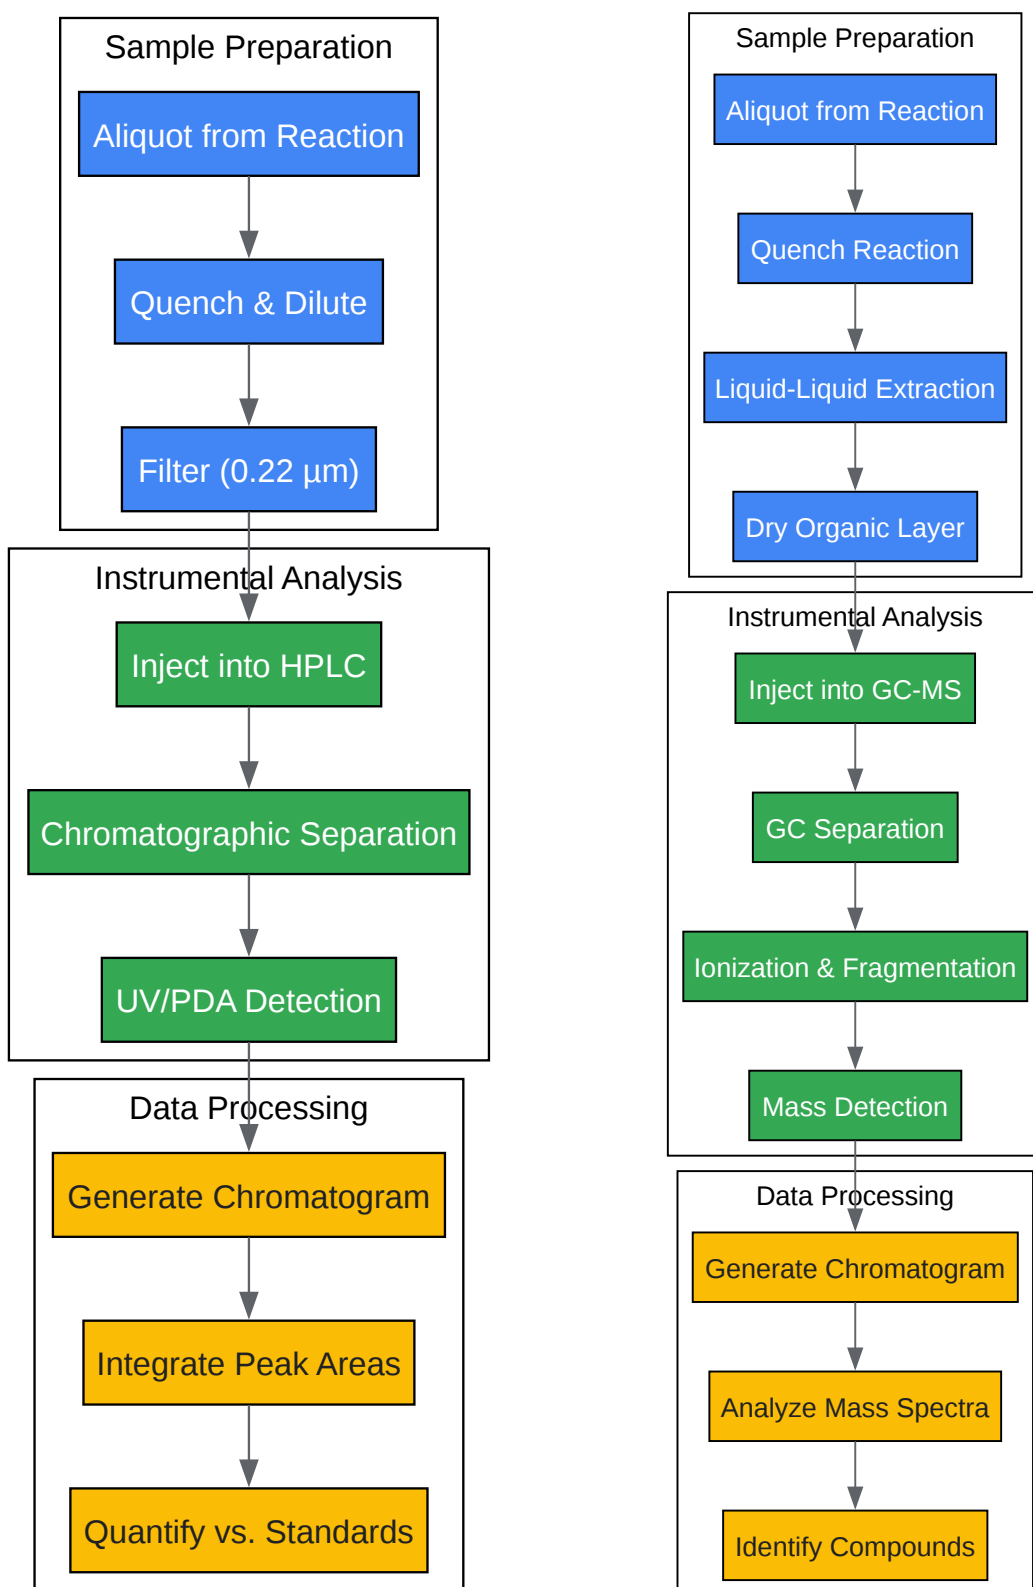 Sample Preparation
Aliquot from Reaction
Quench & Dilute
Filter (0.22 µm)
Instrumental Analysis
Inject into HPLC
Chromatographic Separation
UV/PDA Detection
Data Processing
Generate Chromatogram
Integrate Peak Areas
Quantify vs. Standards
Sample Preparation
Aliquot from Reaction
Quench Reaction
Liquid-Liquid Extraction
Dry Organic Layer
Instrumental Analysis
Inject into GC-MS
GC Separation
Ionization & Fragmentation
Mass Detection
Data Processing
Generate Chromatogram
Analyze Mass Spectra
Identify Compounds